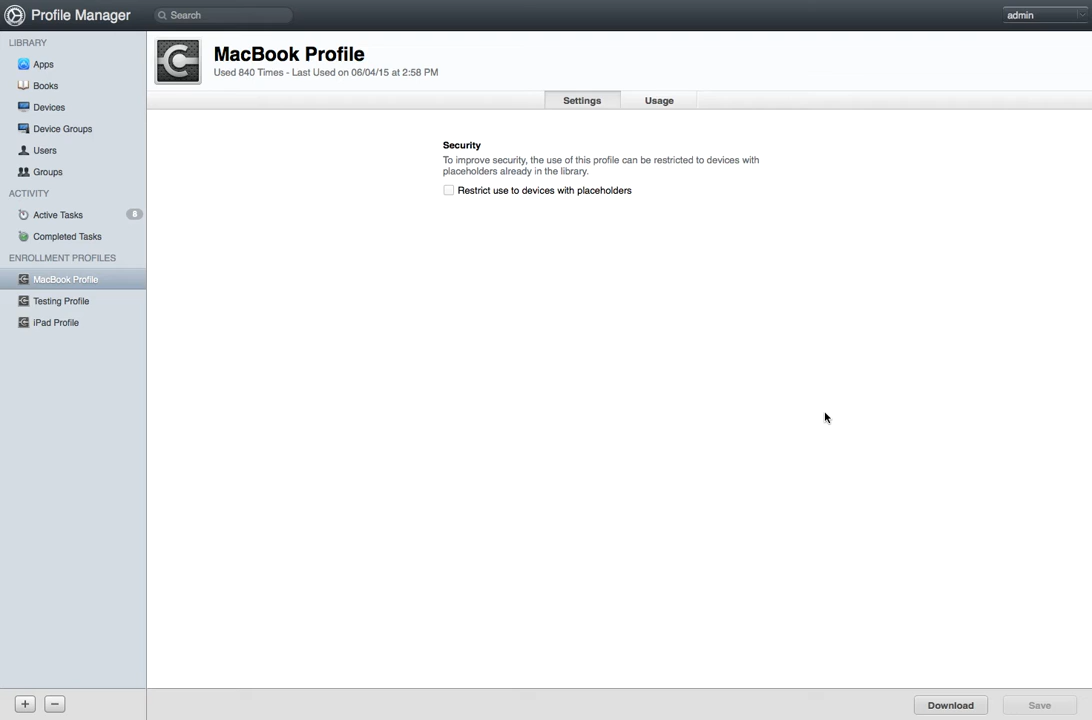 Profile Manager
Search
admin
LIBRARY
Apps
Books
Devices
Device Groups
Users
Groups
ACTIVITY
Active Tasks 8
Completed Tasks
ENROLLMENT PROFILES
MacBook Profile
Testing Profile
iPad Profile
MacBook Profile
Used 840 Times - Last Used on 06/04/15 at 2:58 PM
Settings Usage
Security
To improve security, the use of this profile can be restricted to devices with
placeholders already in the library.
Restrict use to devices with placeholders
+ −
Download Save